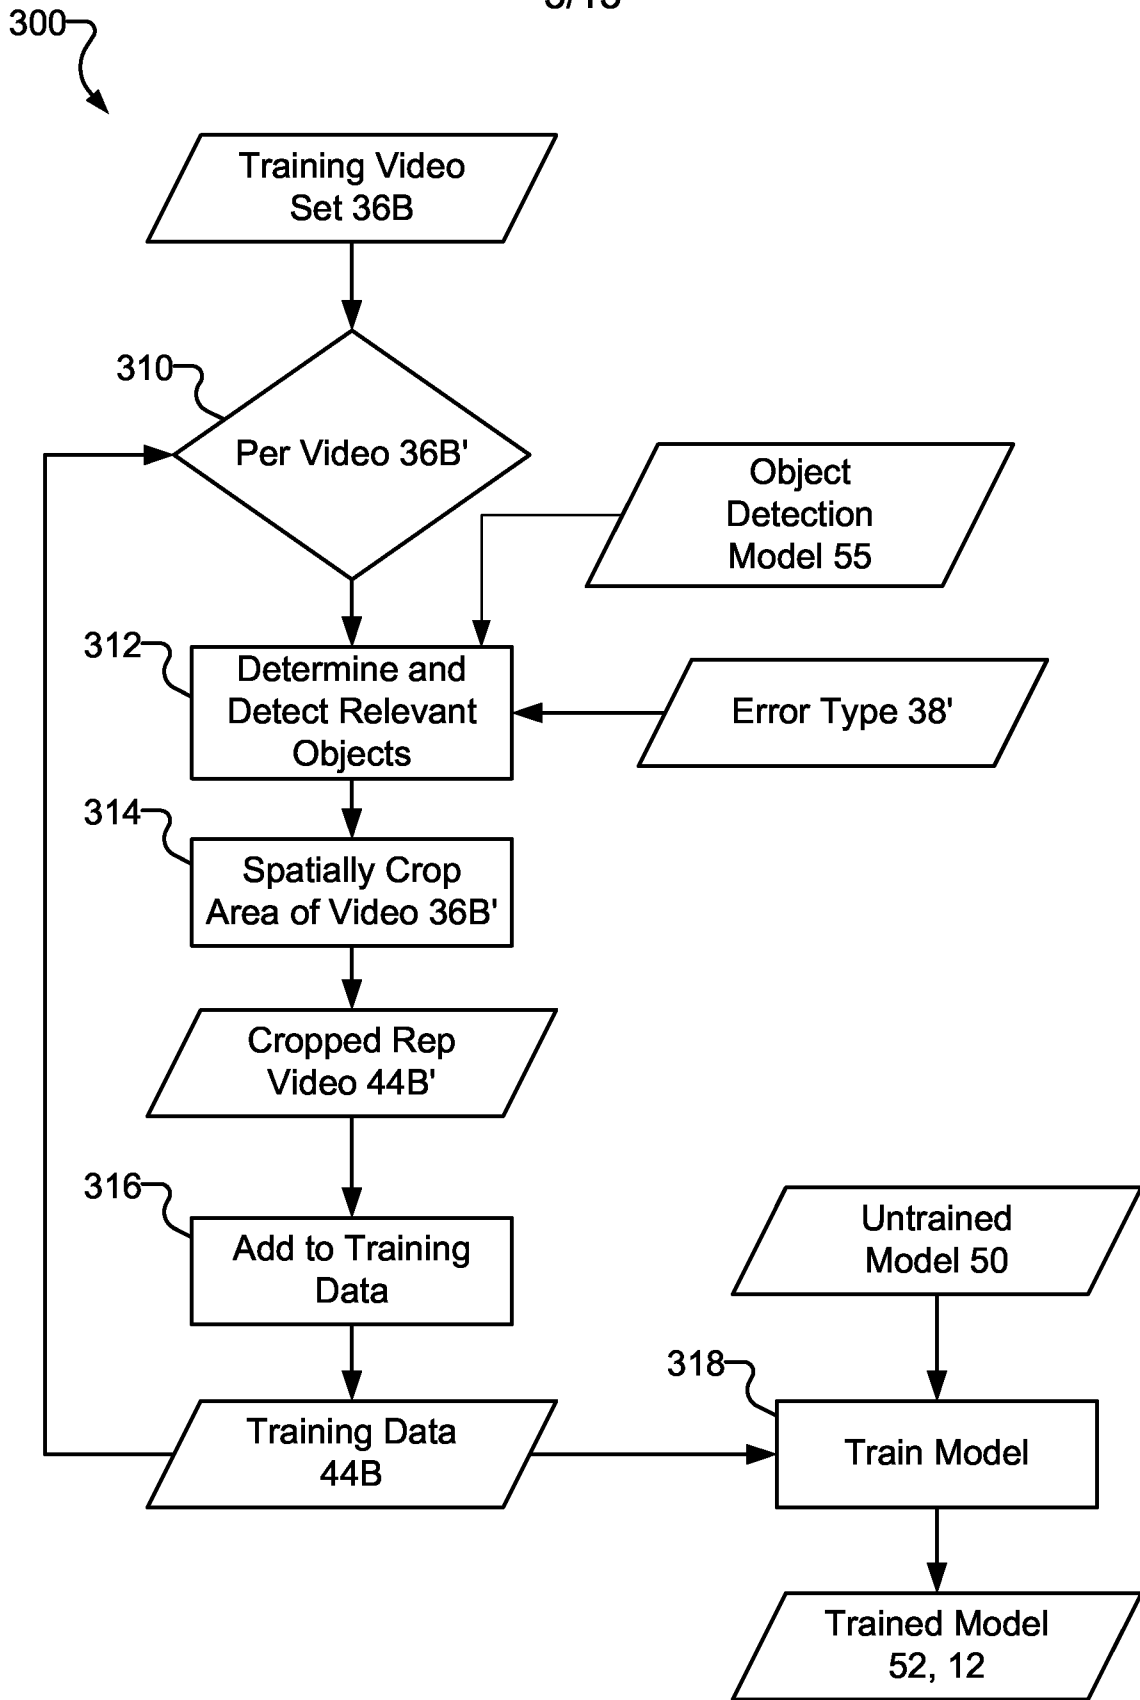 300
Training Video
Set 36B
310
Per Video 36B'
Object
Detection
Model 55
312
Determine and
Detect Relevant
Objects
Error Type 38'
314
Spatially Crop
Area of Video 36B'
Cropped Rep
Video 44B'
316
Add to Training
Data
Untrained
Model 50
318
Training Data
44B
Train Model
Trained Model
52, 12